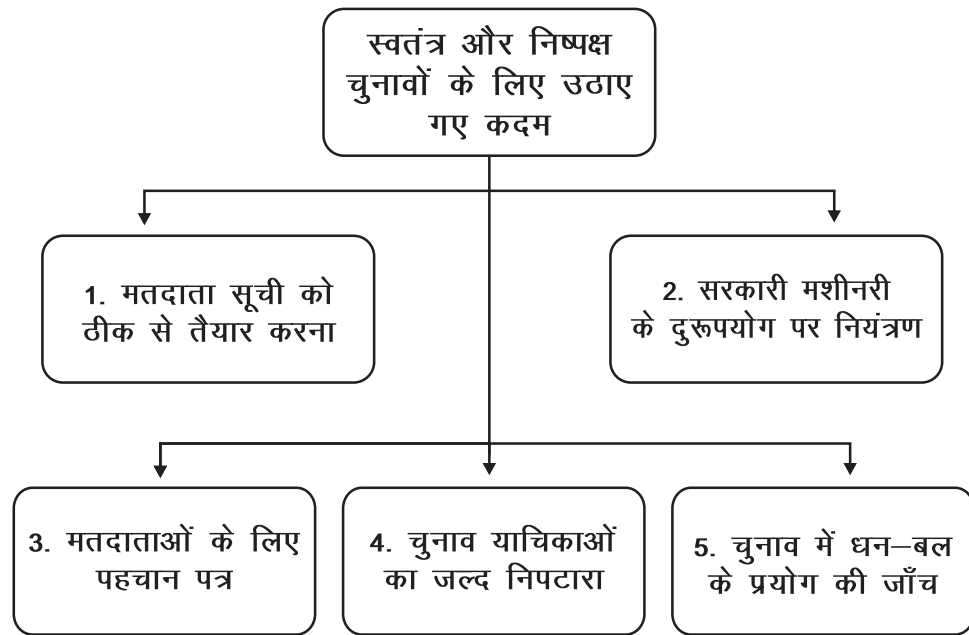 स्वतंत्र और निष्पक्ष
चुनावों के लिए उठाए
गए कदम
1. मतदाता सूची को
ठीक से तैयार करना
2. सरकारी मशीनरी
के दुरूपयोग पर नियंत्रण
3. मतदाताओं के लिए
पहचान पत्र
4. चुनाव याचिकाओं
का जल्द निपटारा
5. चुनाव में धन–बल
के प्रयोग की जाँच